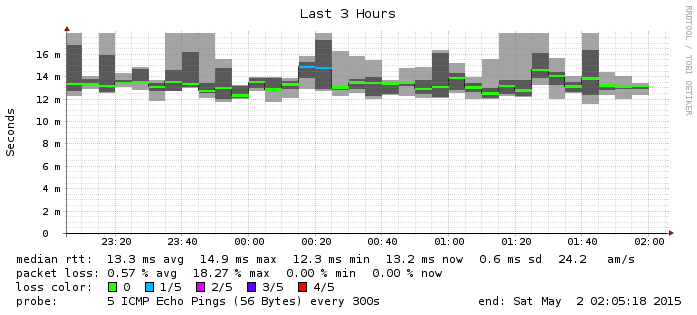 Last 3 Hours
RRDTOOL / TOBI OETIKER
Seconds
16 m
14 m
12 m
10 m
8 m
6 m
4 m
2 m
0
23:20 23:40 00:00 00:20 00:40 01:00 01:20 01:40 02:00
median rtt: 13.3 ms avg 14.9 ms max 12.3 ms min 13.2 ms now 0.6 ms sd 24.2 am/s
packet loss: 0.57 % avg 18.27 % max 0.00 % min 0.00 % now
loss color: 0 1/5 2/5 3/5 4/5
probe: 5 ICMP Echo Pings (56 Bytes) every 300s end: Sat May 2 02:05:18 2015